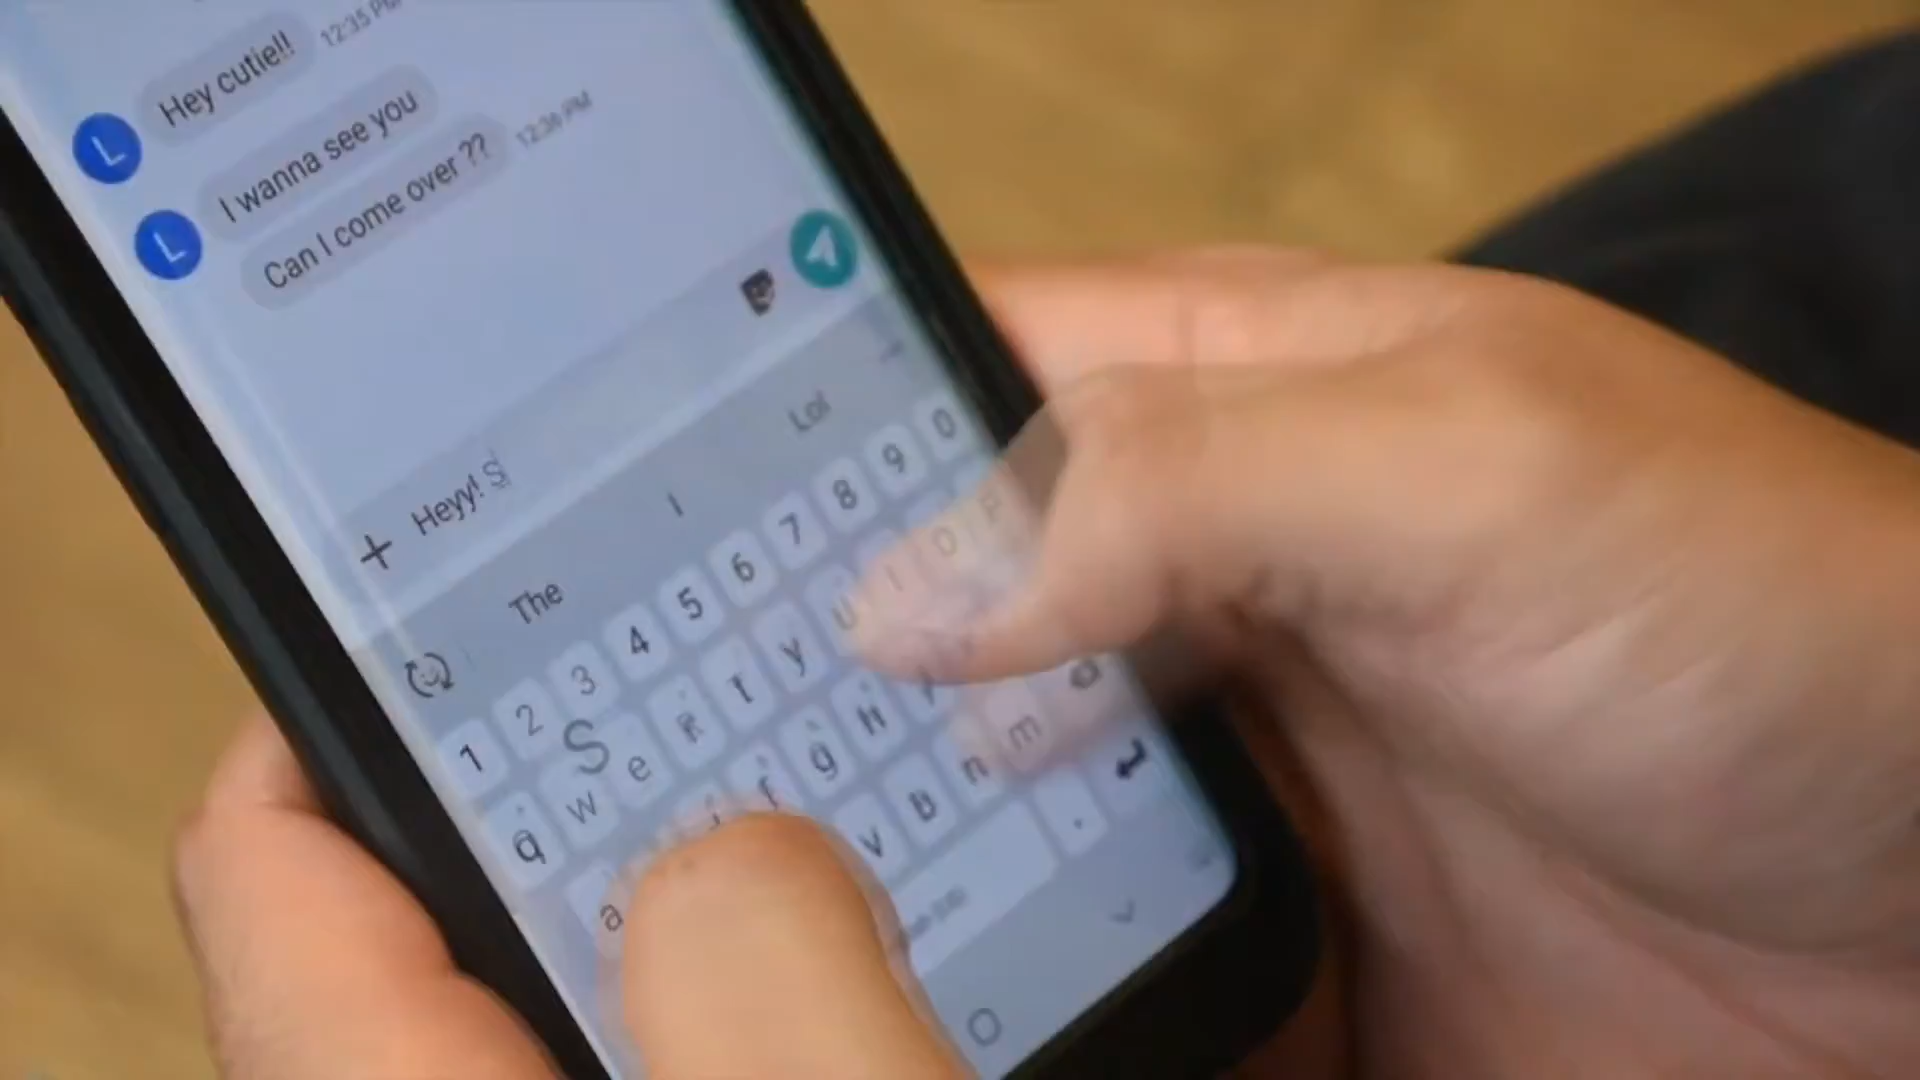 Hey cutie!!
12:35 PM
L
I wanna see you
L
Can I come over ??
12:36 PM
Heyy! S
The
I
Lol
1 2 3 4 5 6 7 8 9 0
q w e r t y u i o p
S
a f g h
v b n m
.